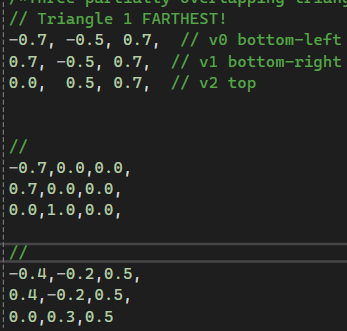 /*Three partially overlapping triang
// Triangle 1 FARTHEST!
-0.7, -0.5, 0.7,  // v0 bottom-left
0.7, -0.5, 0.7,  // v1 bottom-right
0.0,  0.5, 0.7,  // v2 top
//
-0.7,0.0,0.0,
0.7,0.0,0.0,
0.0,1.0,0.0,
//
-0.4,-0.2,0.5,
0.4,-0.2,0.5,
0.0,0.3,0.5